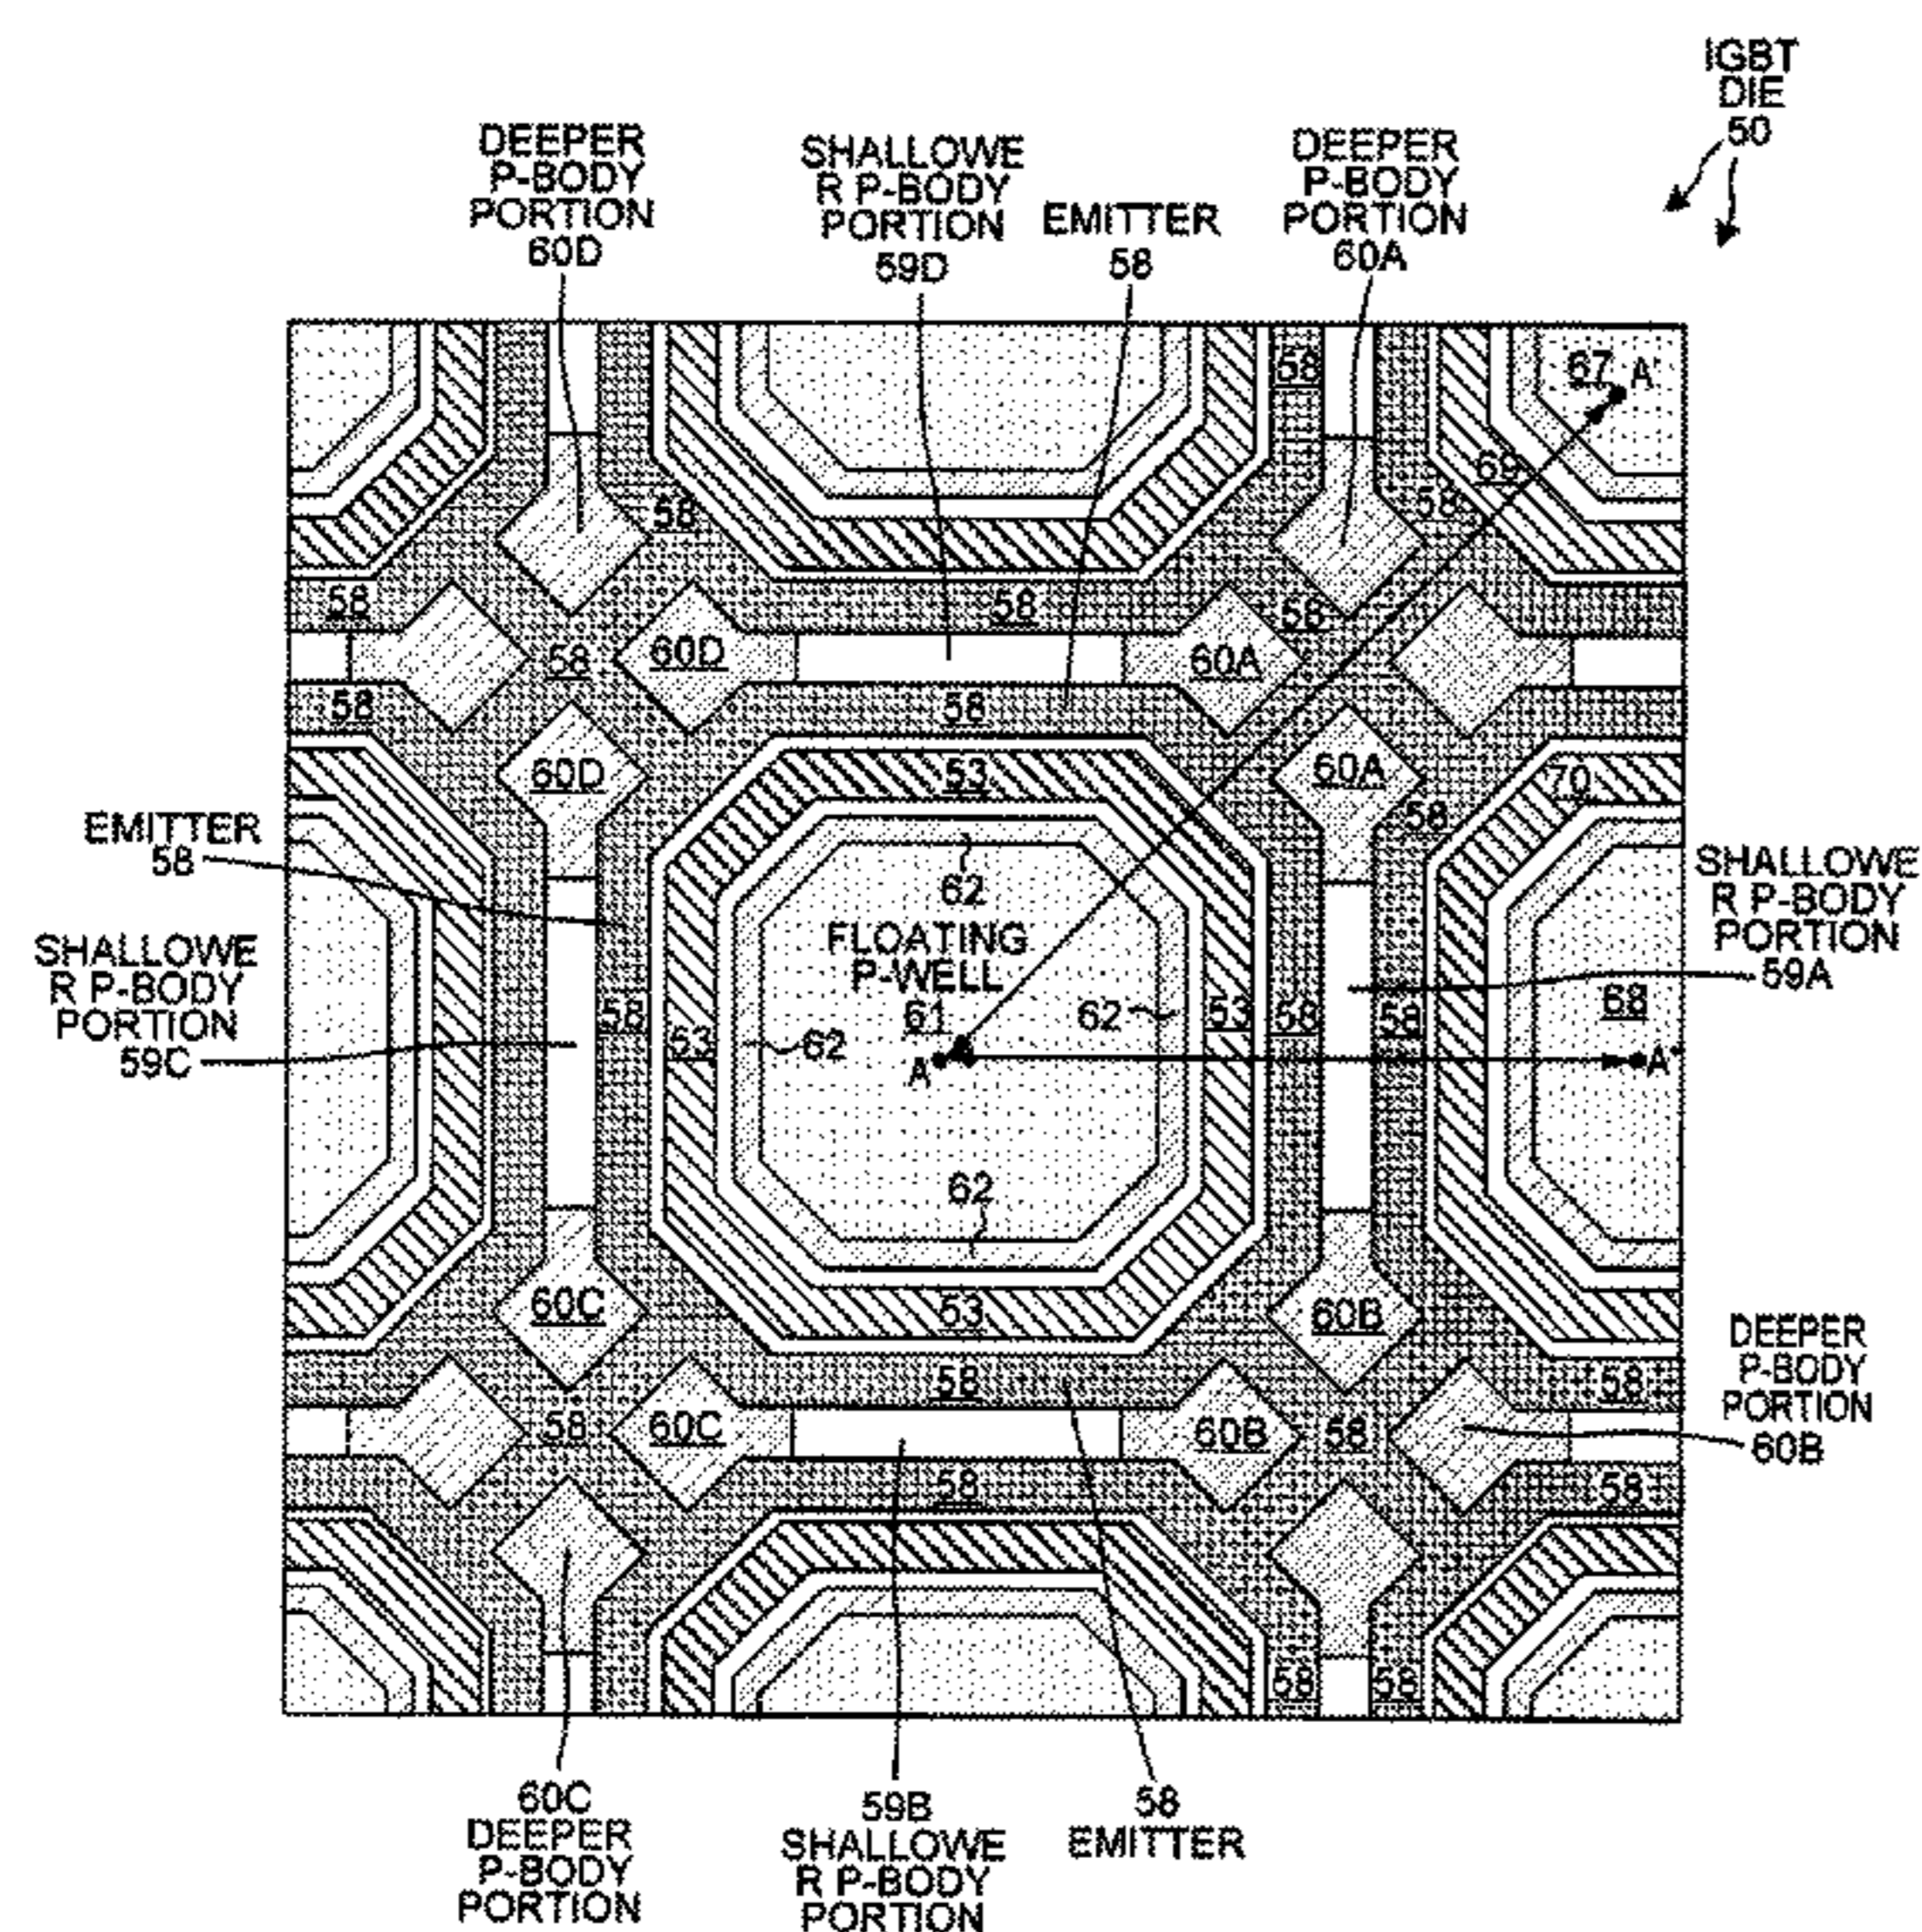 IGBT
DIE
50
DEEPER
P-BODY
PORTION
60D
SHALLOWE
R P-BODY
PORTION
59D
EMITTER
58
DEEPER
P-BODY
PORTION
60A
58
67
A'
69
58
58
58
58
58
58
60D
60A
58
58
58
60D
53
60A
58
70
EMITTER
58
62
SHALLOWE
R P-BODY
PORTION
59A
SHALLOWE
R P-BODY
PORTION
59C
FLOATING
P-WELL
61
58
53
62
62
53
58
58
68
A
A"
62
60C
53
60B
DEEPER
P-BODY
PORTION
60B
58
58
58
60C
60B
58
58
58
58
58
60C
DEEPER
P-BODY
PORTION
59B
SHALLOWE
R P-BODY
PORTION
58
EMITTER